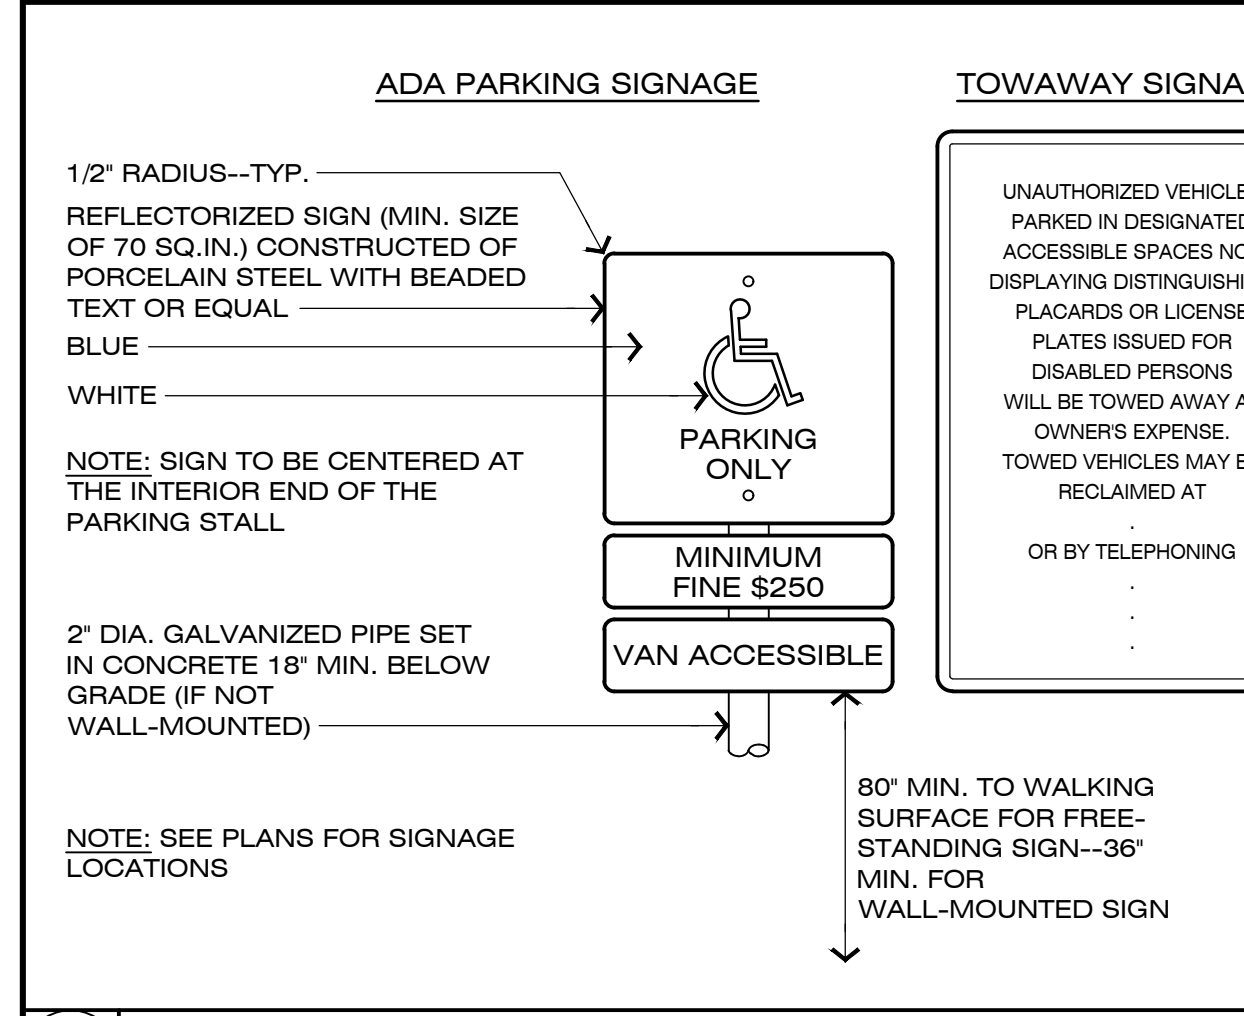 ADA PARKING SIGNAGE
1/2" RADIUS--TYP.
REFLECTORIZED SIGN (MIN. SIZE
OF 70 SQ.IN.) CONSTRUCTED OF
PORCELAIN STEEL WITH BEADED
TEXT OR EQUAL
BLUE
WHITE
NOTE: SIGN TO BE CENTERED AT
THE INTERIOR END OF THE
PARKING STALL
2" DIA. GALVANIZED PIPE SET
IN CONCRETE 18" MIN. BELOW
GRADE (IF NOT
WALL-MOUNTED)
NOTE: SEE PLANS FOR SIGNAGE
LOCATIONS
PARKING
ONLY
MINIMUM
FINE $250
VAN ACCESSIBLE
80" MIN. TO WALKING
SURFACE FOR FREE-
STANDING SIGN--36"
MIN. FOR
WALL-MOUNTED SIGN
TOWAWAY
UNAUTHORIZED
PARKED IN DESIGNATED
ACCESSIBLE SPACES
DISPLAYING
PLACARDS OR LICENSE
PLATES ISSUED FOR
DISABLED PERSONS
WILL BE TOWED AWAY
OWNER'S EXPENSE.
TOWED VEHICLES MAY
RECLAIMED AT
.
OR BY TELEPHONING
.
.
.